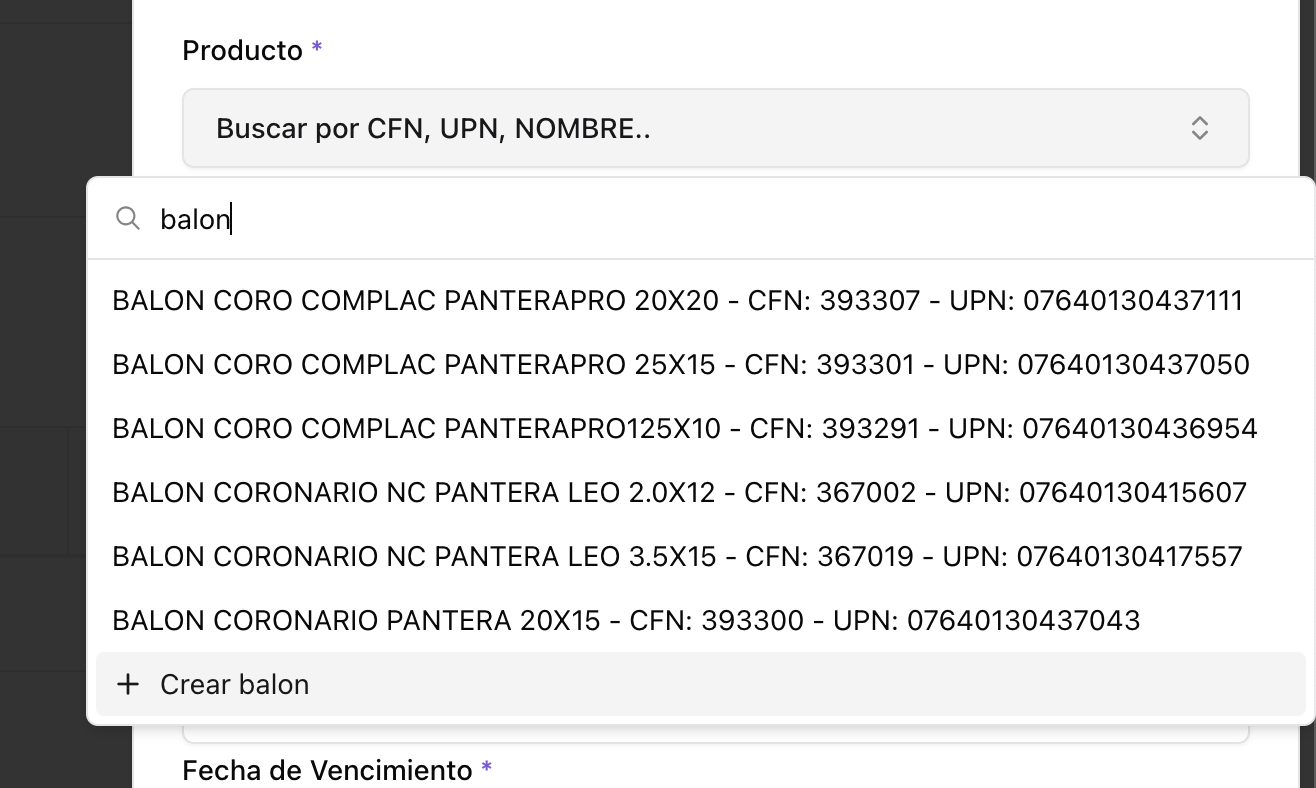 Producto *
Buscar por CFN, UPN, NOMBRE..
balon
BALON CORO COMPLAC PANTERAPRO 20X20 - CFN: 393307 - UPN: 07640130437111
BALON CORO COMPLAC PANTERAPRO 25X15 - CFN: 393301 - UPN: 07640130437050
BALON CORO COMPLAC PANTERAPRO125X10 - CFN: 393291 - UPN: 07640130436954
BALON CORONARIO NC PANTERA LEO 2.0X12 - CFN: 367002 - UPN: 07640130415607
BALON CORONARIO NC PANTERA LEO 3.5X15 - CFN: 367019 - UPN: 07640130417557
BALON CORONARIO PANTERA 20X15 - CFN: 393300 - UPN: 07640130437043
+ Crear balon
Fecha de Vencimiento *